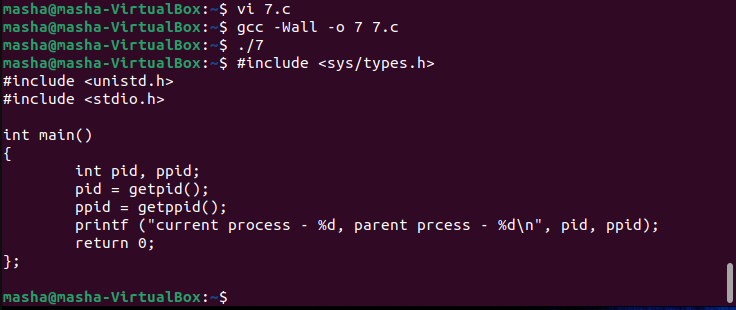 masha@masha-VirtualBox:~$ vi 7.c
masha@masha-VirtualBox:~$ gcc -Wall -o 7 7.c
masha@masha-VirtualBox:~$ ./7
masha@masha-VirtualBox:~$ #include <sys/types.h>
#include <unistd.h>
#include <stdio.h>

int main()
{
        int pid, ppid;
        pid = getpid();
        ppid = getppid();
        printf ("current process - %d, parent prcess - %d\n", pid, ppid);
        return 0;
};

masha@masha-VirtualBox:~$